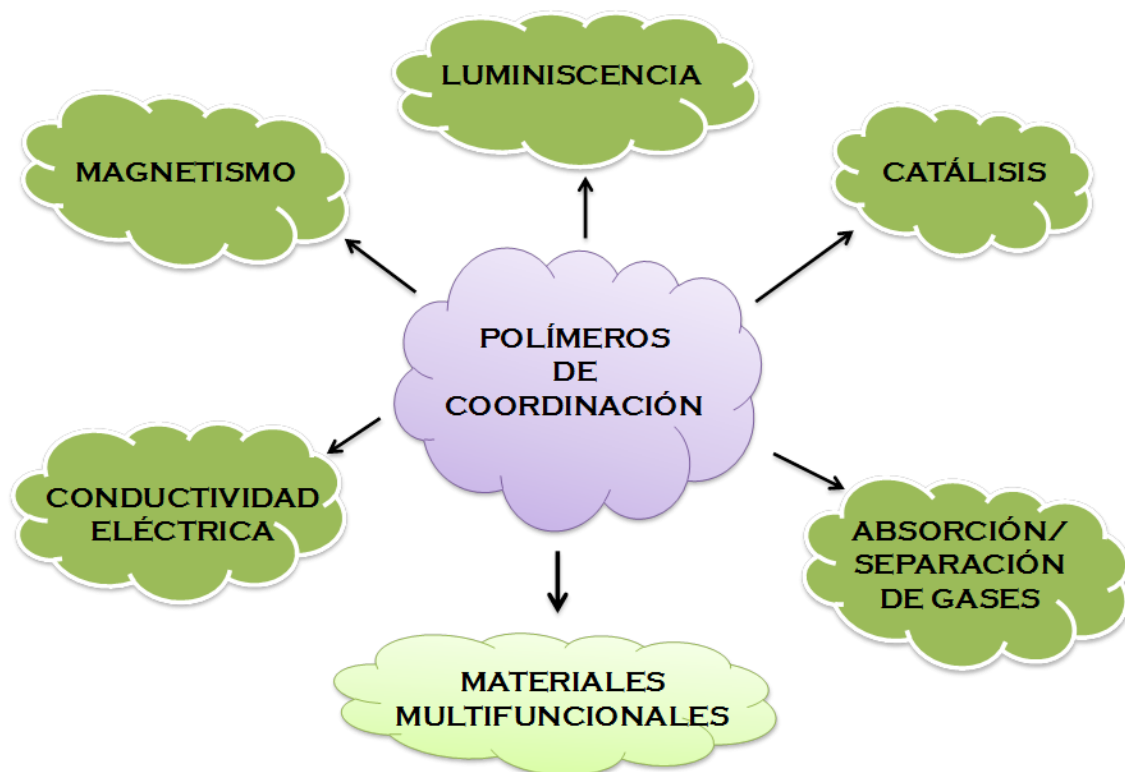 LUMINISCENCIA
MAGNETISMO
CATÁLISIS
POLÍMEROS
DE
COORDINACIÓN
CONDUCTIVIDAD
ELÉCTRICA
ABSORCIÓN/
SEPARACIÓN
DE GASES
MATERIALES
MULTIFUNCIONALES